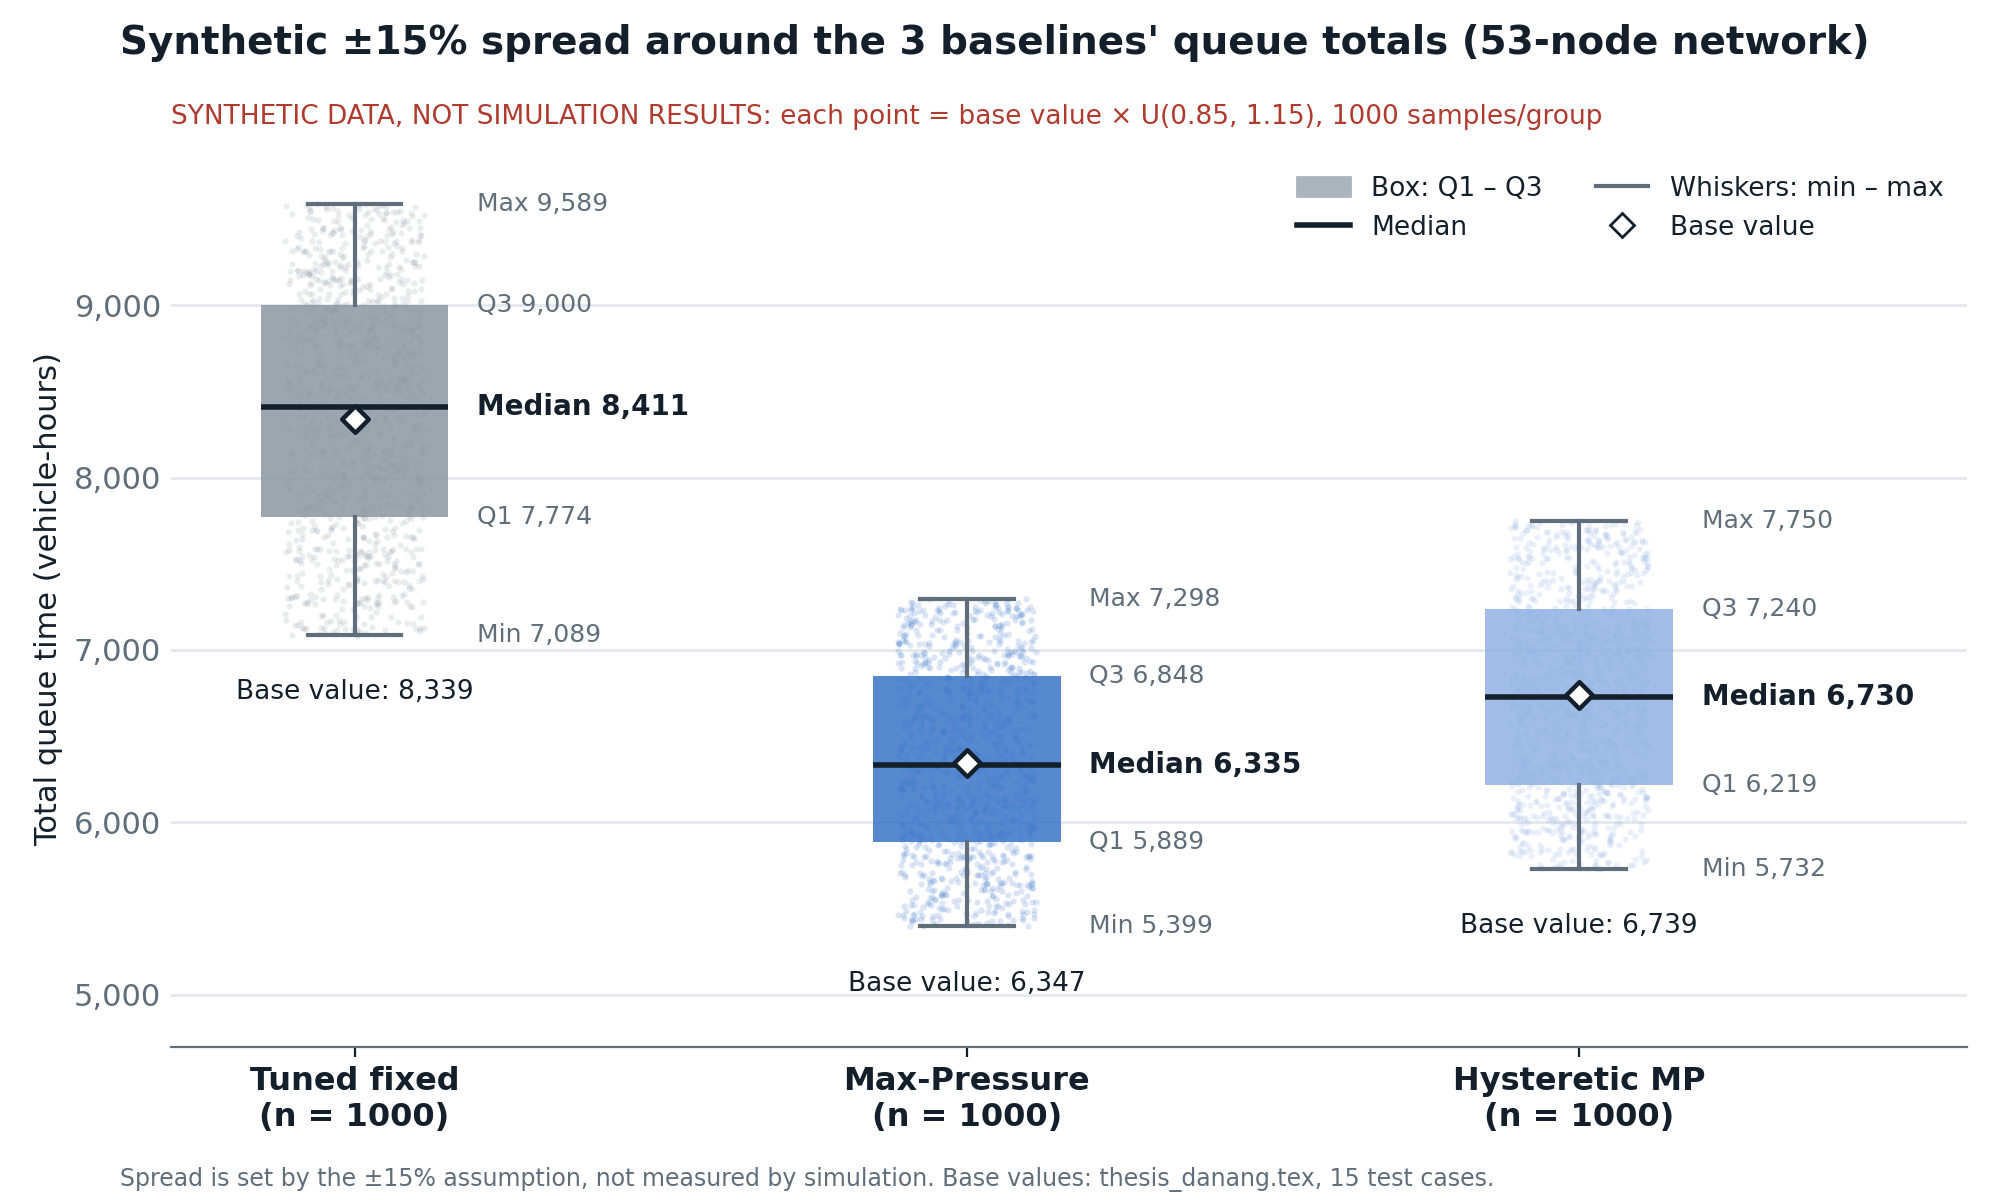 Synthetic ±15% spread around the 3 baselines' queue totals (53-node network)
SYNTHETIC DATA, NOT SIMULATION RESULTS: each point = base value × U(0.85, 1.15), 1000 samples/group
Box: Q1 – Q3
Median
Whiskers: min – max
Base value
Total queue time (vehicle-hours)
9,000
8,000
7,000
6,000
5,000
Max 9,589
Q3 9,000
Median 8,411
Q1 7,774
Min 7,089
Base value: 8,339
Max 7,298
Q3 6,848
Median 6,335
Q1 5,889
Min 5,399
Base value: 6,347
Max 7,750
Q3 7,240
Median 6,730
Q1 6,219
Min 5,732
Base value: 6,739
Tuned fixed
(n = 1000)
Max-Pressure
(n = 1000)
Hysteretic MP
(n = 1000)
Spread is set by the ±15% assumption, not measured by simulation. Base values: thesis_danang.tex, 15 test cases.